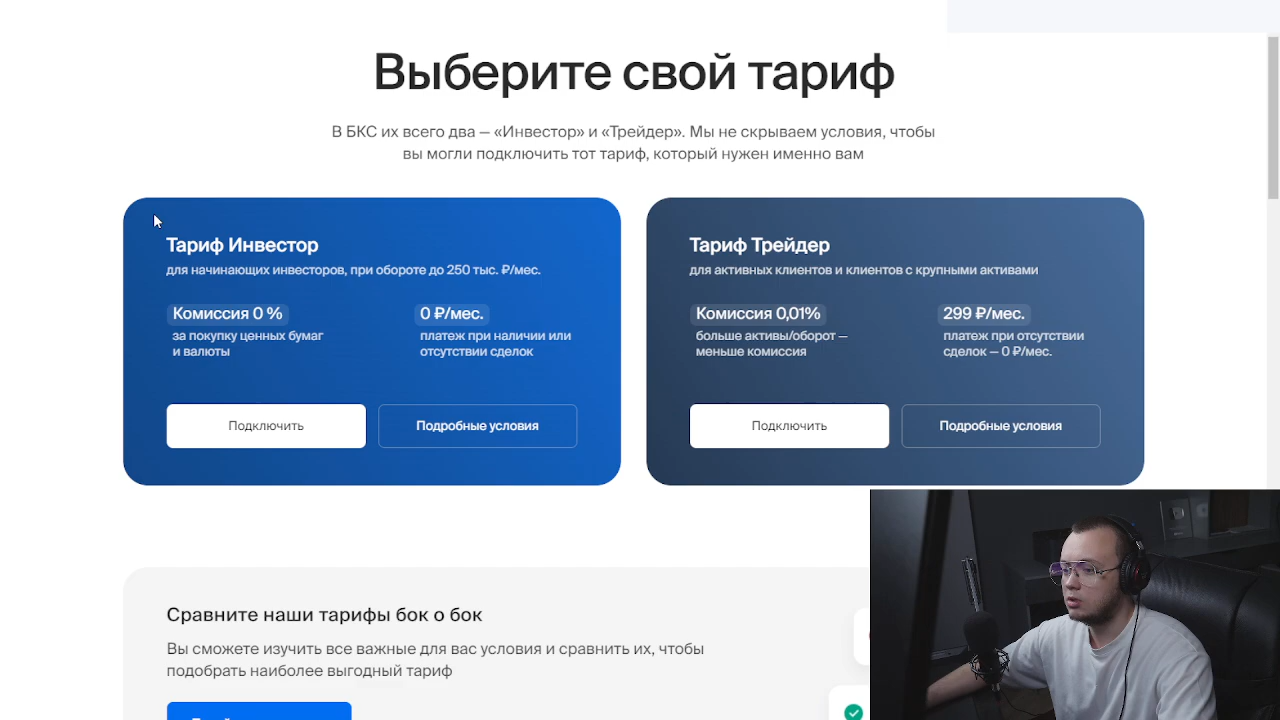 Выберите свой тариф
В БКС их всего два – «Инвестор» и «Трейдер». Мы не скрываем условия, чтобы
вы могли подключить тот тариф, который нужен именно вам
Тариф Инвестор
для начинающих инвесторов, при обороте до 250 тыс. ₽/мес.
Комиссия 0 %
за покупку ценных бумаг
и валюты
0 ₽/мес.
платеж при наличии или
отсутствии сделок
Подключить
Подробные условия
Тариф Трейдер
для активных клиентов и клиентов с крупными активами
Комиссия 0,01%
больше активы/оборот –
меньше комиссия
299 ₽/мес.
платеж при отсутствии
сделок – 0 ₽/мес.
Подключить
Подробные условия
Сравните наши тарифы бок о бок
Вы сможете изучить все важные для вас условия и сравнить их, чтобы
подобрать наиболее выгодный тариф